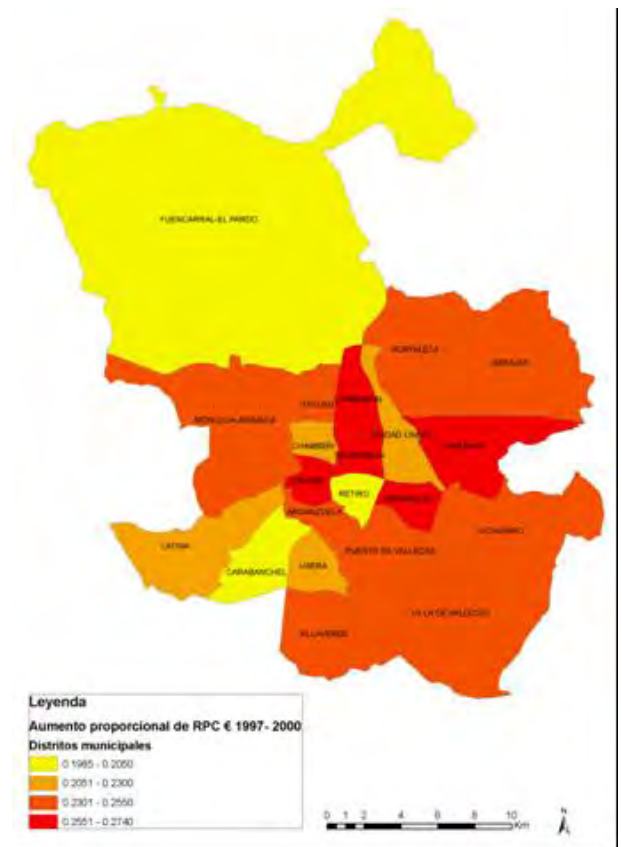 FUENCARRAL-EL PARDO
HORTALEZA
BARAJAS
CHAMARTIN
TETUAN
MONCLOA-ARAVACA
CIUDAD LINEAL
CHAMBERI
SALAMANCA
SAN BLAS
CENTRO
RETIRO
MORATALAZ
ARGANZUELA
VICALVARO
LATINA
PUENTE DE VALLECAS
CARABANCHEL
USERA
VILLA DE VALLECAS
VILLAVERDE
Leyenda
Aumento proporcional de RPC € 1997- 2000
Distritos municipales
0.1985 - 0.2050
0.2051 - 0.2300
0.2301 - 0.2550
0.2551 - 0.2740
0 1 2 4 6 8 10
Km
N